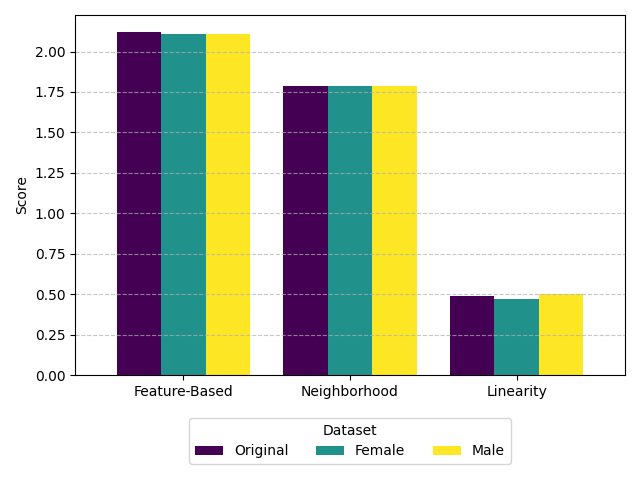 2.00
1.75
1.50
1.25
1.00
0.75
0.50
0.25
0.00
Score
Feature-Based Neighborhood Linearity
Dataset
Original Female Male